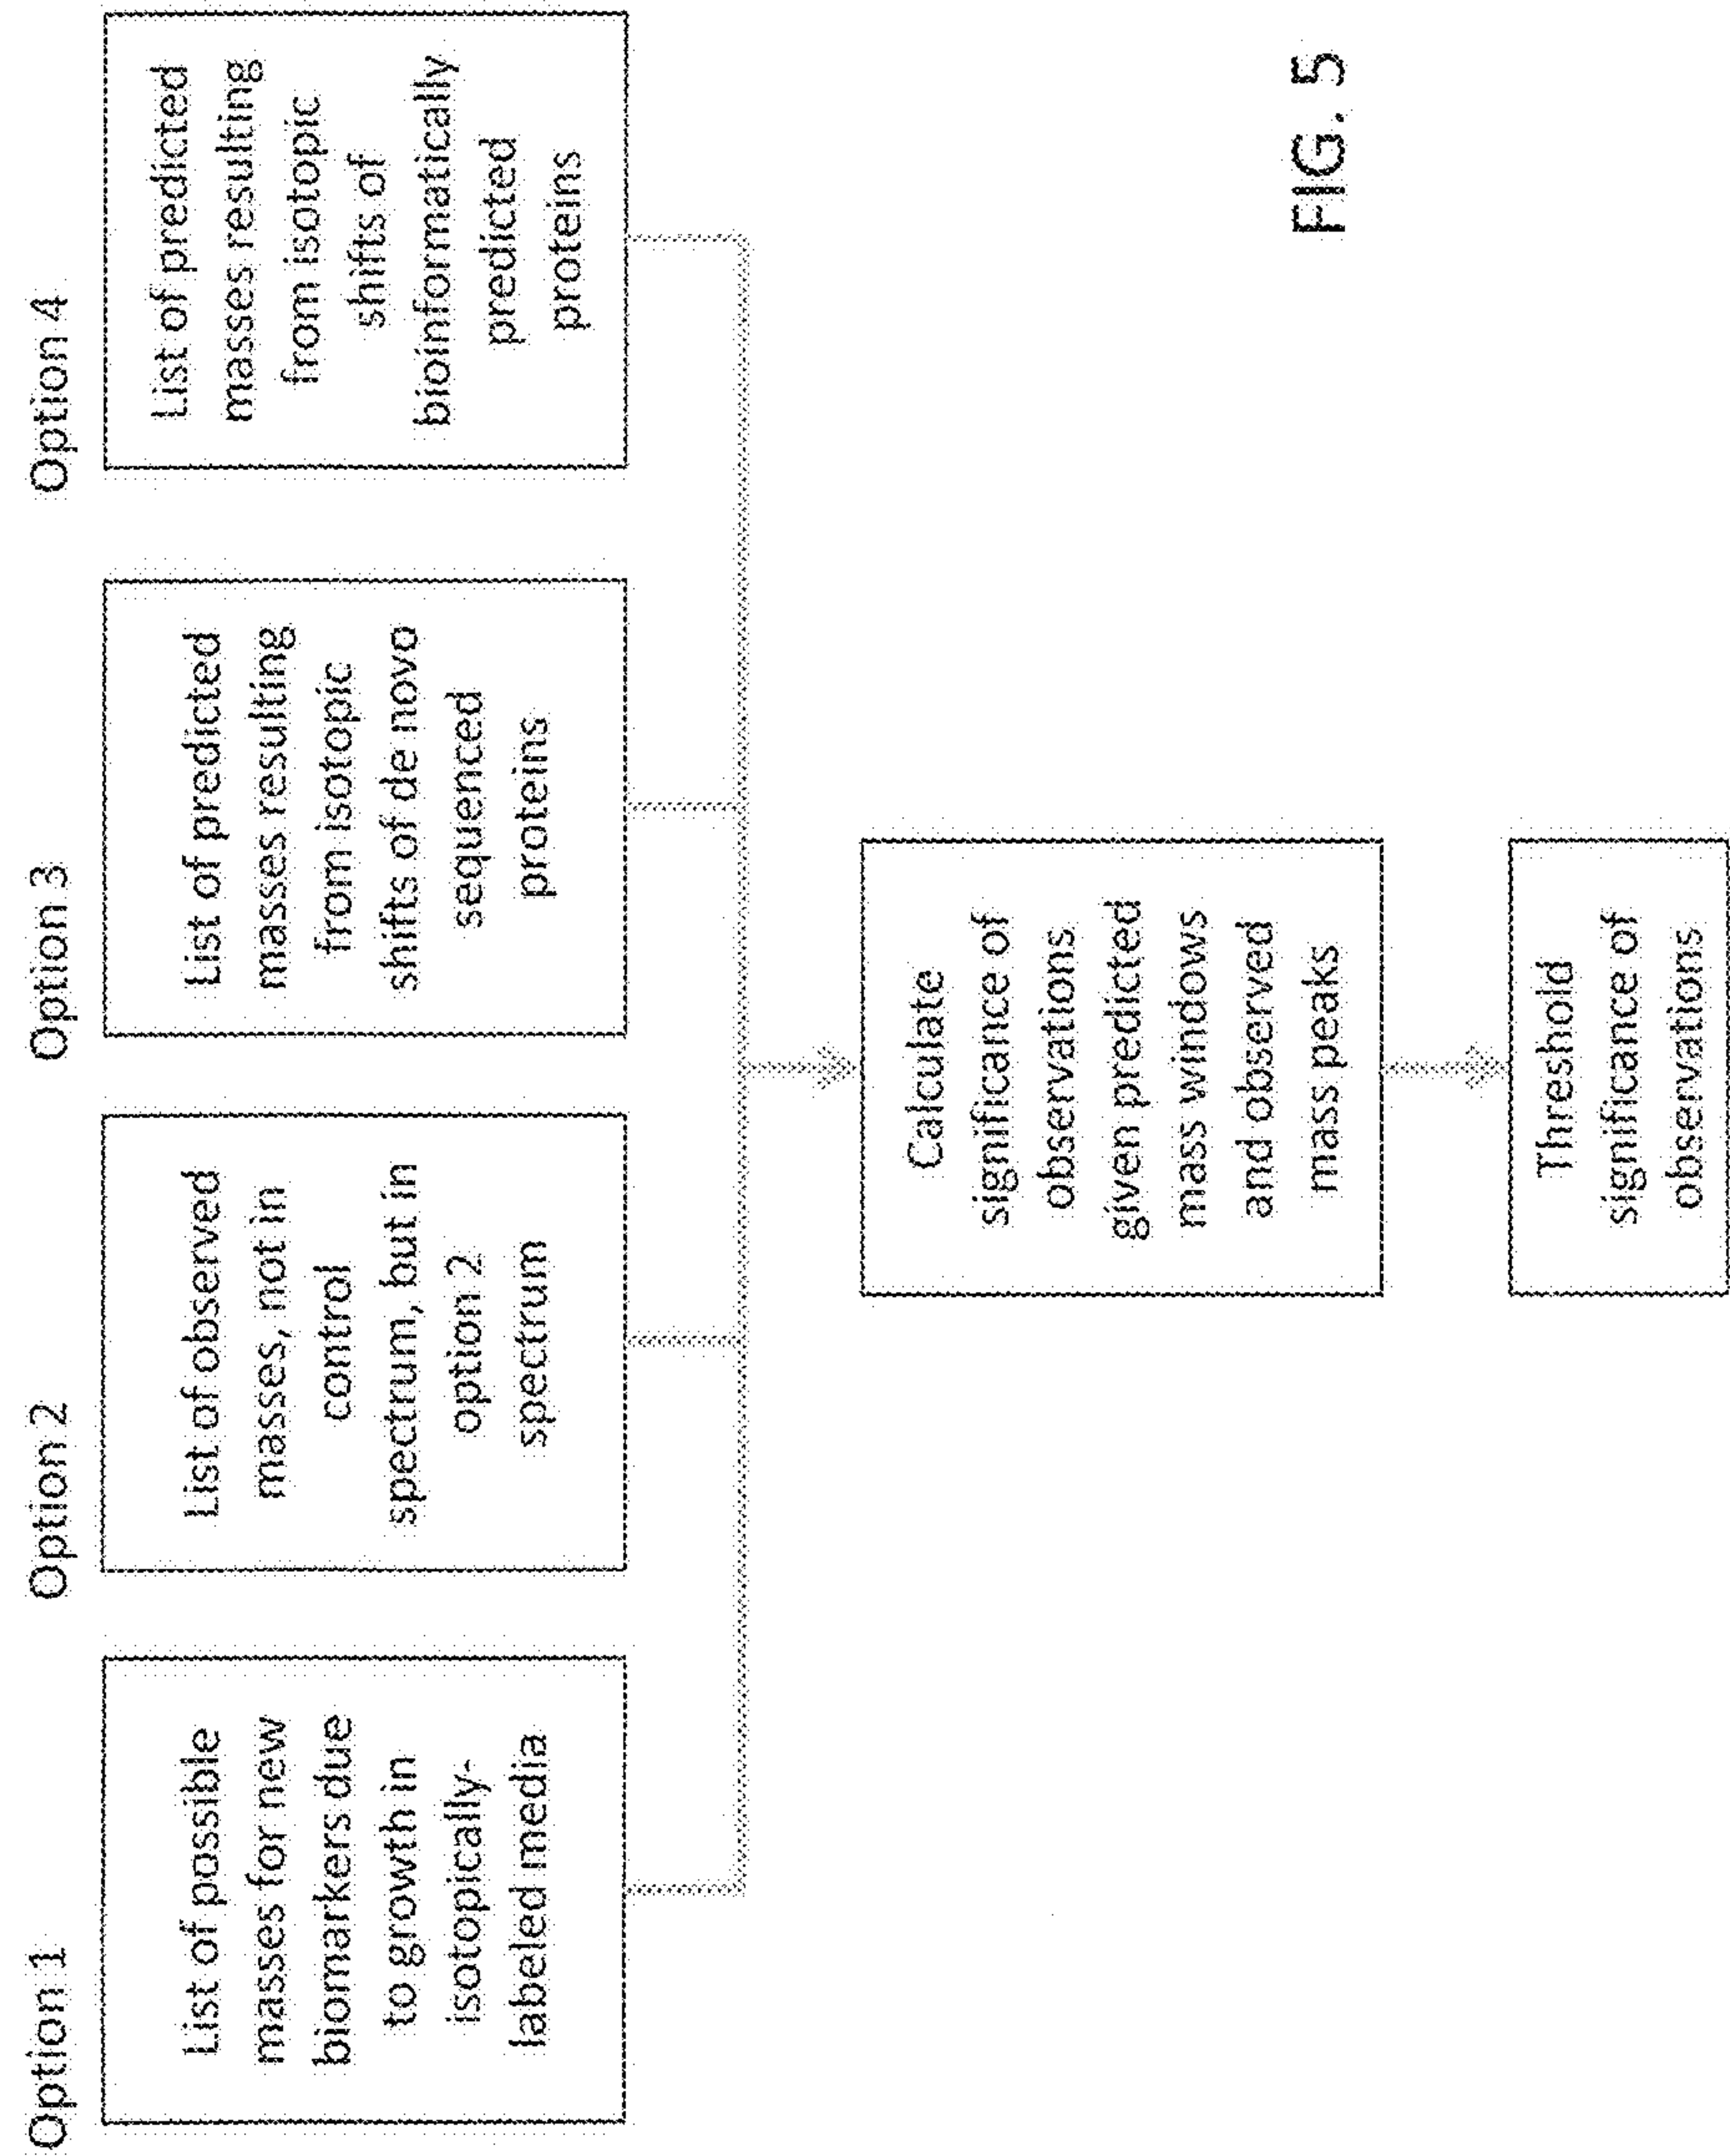 Option 1
List of possible
masses for new
biomarkers due
to growth in
isotopically-
labeled media
Option 2
List of observed
masses, not in
control
spectrum, but in
option 2
spectrum
Option 3
List of predicted
masses resulting
from isotopic
shifts of de novo
sequenced
proteins
Option 4
List of predicted
masses resulting
from isotopic
shifts of
bioinformatically
predicted
proteins
Calculate
significance of
observations
given predicted
mass windows
and observed
mass peaks
Threshold
significance of
observations
FIG. 5